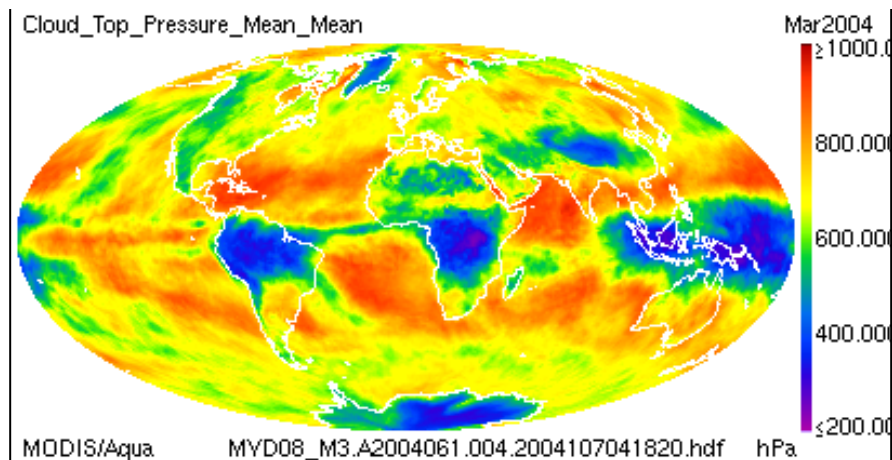 Cloud_Top_Pressure_Mean_Mean Mar2004
≥1000.0
800.000
600.000
400.000
≤200.00
MODIS/Aqua MYD08_M3.A2004061.004.2004107041820.hdf hPa